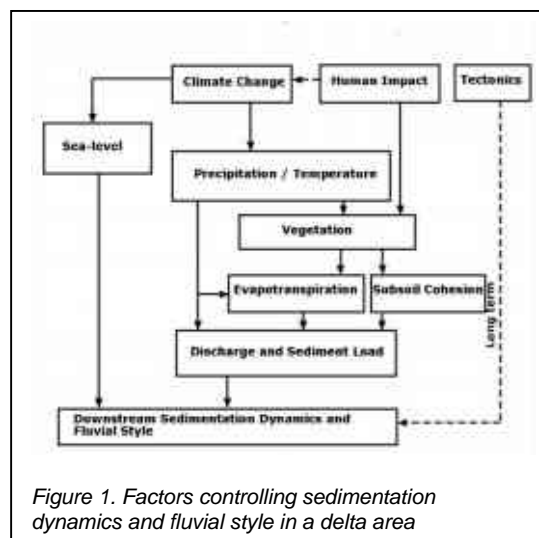 Climate Change
Human Impact
Tectonics
Sea-level
Precipitation / Temperature
Vegetation
Evapotranspiration
Subsoil Cohesion
Long term
Discharge and Sediment Load
Downstream Sedimentation Dynamics and
Fluvial Style
Figure 1. Factors controlling sedimentation
dynamics and fluvial style in a delta area